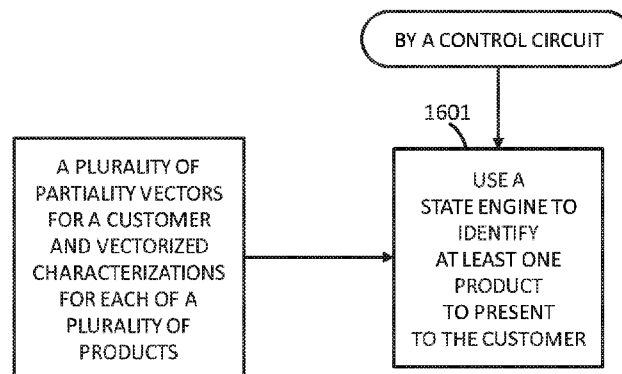 BY A CONTROL CIRCUIT
1601
A PLURALITY OF
PARTIALITY VECTORS
FOR A CUSTOMER
AND VECTORIZED
CHARACTERIZATIONS
FOR EACH OF A
PLURALITY OF
PRODUCTS
USE A
STATE ENGINE TO
IDENTIFY
AT LEAST ONE
PRODUCT
TO PRESENT
TO THE CUSTOMER